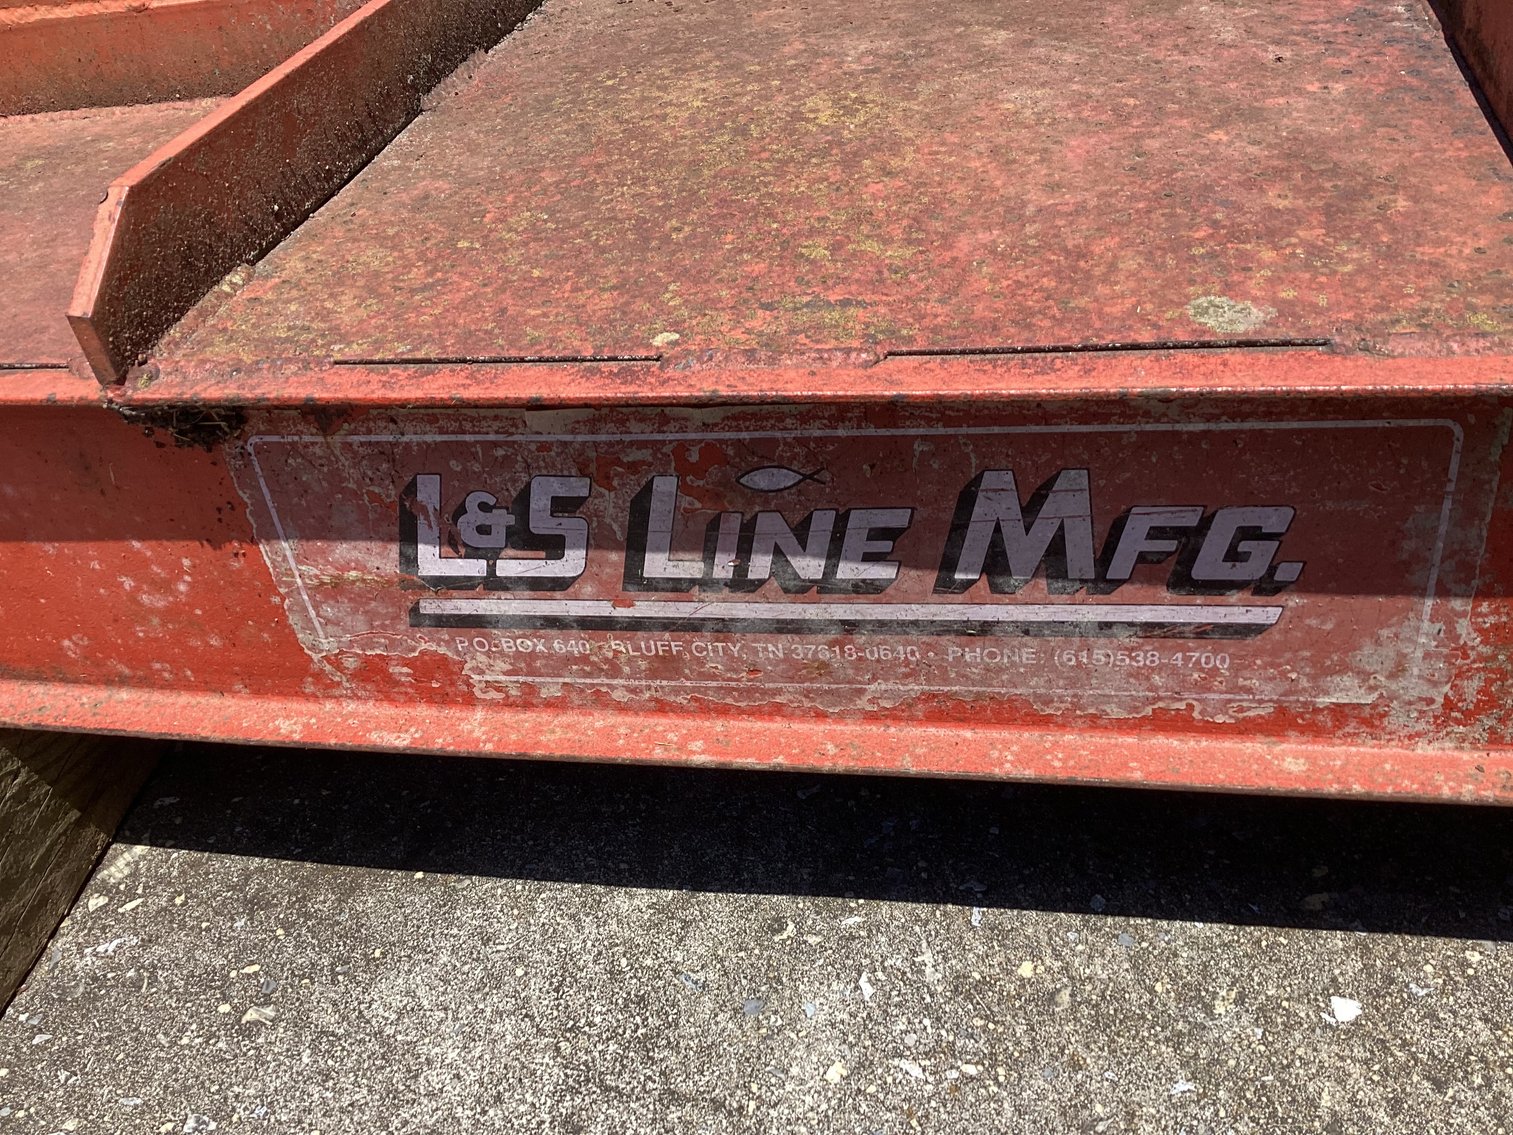 L&S LINE MFG.
P.O. BOX 640 · BLUFF CITY, TN 37618-0640 · PHONE (615)538-4700